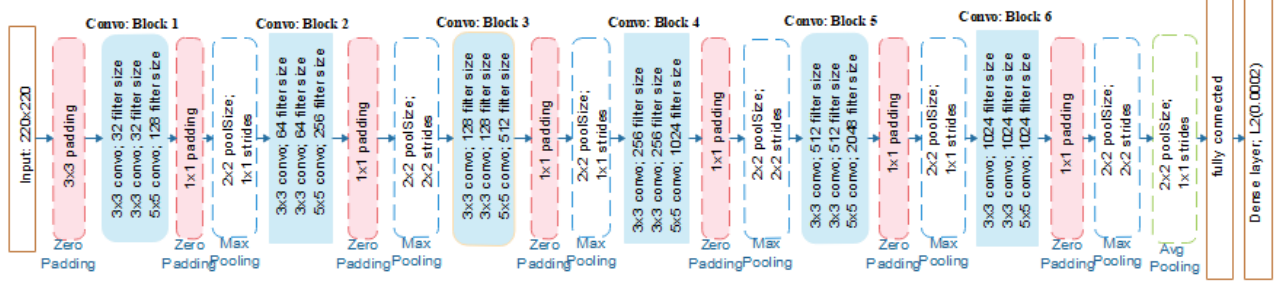 Convo: Block 1
Convo: Block 2
Convo: Block 3
Convo: Block 4
Convo: Block 5
Convo: Block 6
Input: 220x220
3x3 padding
Zero
Padding
3x3 convo; 32 filter size
3x3 convo; 32 filter size
5x5 convo; 128 filter size
1x1 padding
Zero
Padding
2x2 poolSize;
1x1 strides
Max
Pooling
3x3 convo; 64 filter size
3x3 convo; 64 filter size
5x5 convo; 256 filter size
1x1 padding
Zero
Padding
2x2 poolSize;
2x2 strides
Max
Pooling
3x3 convo; 128 filter size
3x3 convo; 128 filter size
5x5 convo; 512 filter size
1x1 padding
Zero
Padding
2x2 poolSize;
1x1 strides
Max
Pooling
3x3 convo; 256 filter size
3x3 convo; 256 filter size
5x5 convo; 1024 filter size
1x1 padding
Zero
Padding
2x2 poolSize;
2x2 strides
Max
Pooling
3x3 convo; 512 filter size
3x3 convo; 512 filter size
5x5 convo; 2048 filter size
1x1 padding
Zero
Padding
2x2 poolSize;
1x1 strides
Max
Pooling
3x3 convo; 1024 filter size
3x3 convo; 1024 filter size
5x5 convo; 1024 filter size
1x1 padding
Zero
Padding
2x2 poolSize;
2x2 strides
Max
Pooling
2x2 poolSize;
1x1 strides
Avg
Pooling
fully connected
Dense layer; L2(0.0002)